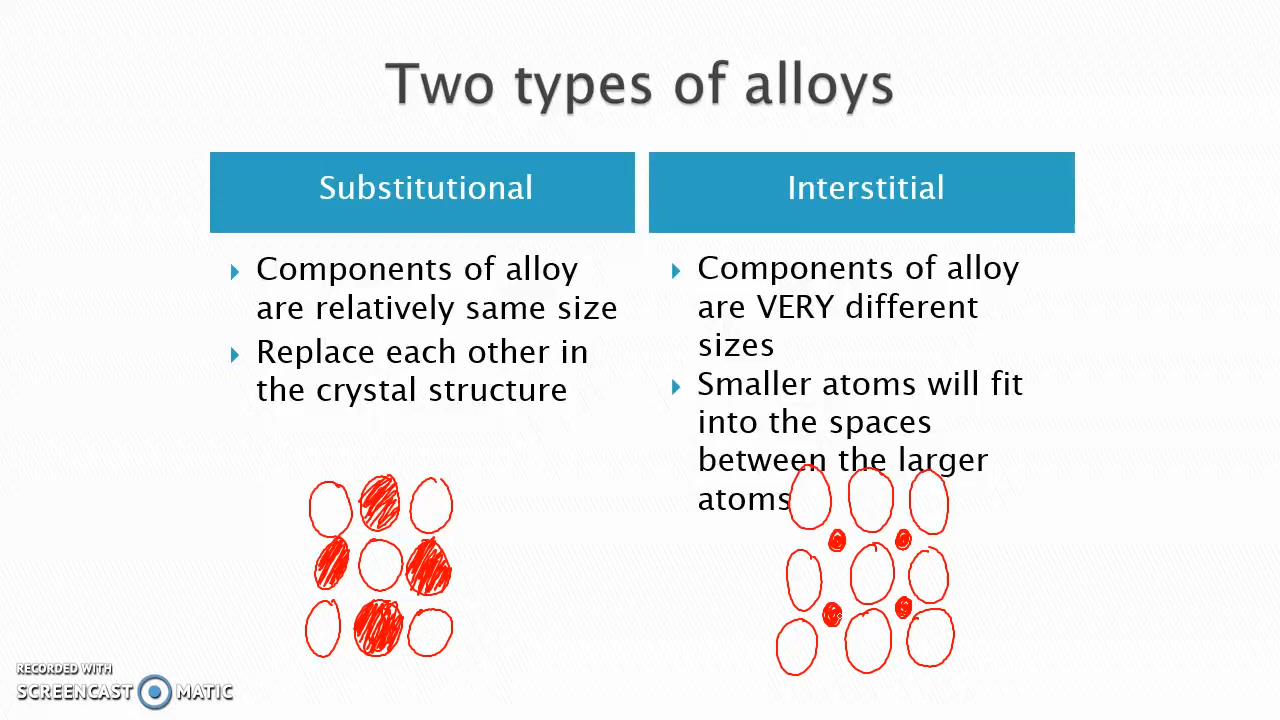 Two types of alloys
Substitutional
Components of alloy
are relatively same size
Replace each other in
the crystal structure
Interstitial
Components of alloy
are VERY different
sizes
Smaller atoms will fit
into the spaces
between the larger
atoms
RECORDED WITH
SCREENCAST MATIC